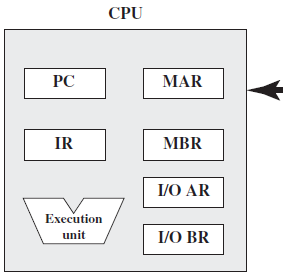 CPU
PC
MAR
IR
MBR
I/O AR
Execution
unit
I/O BR